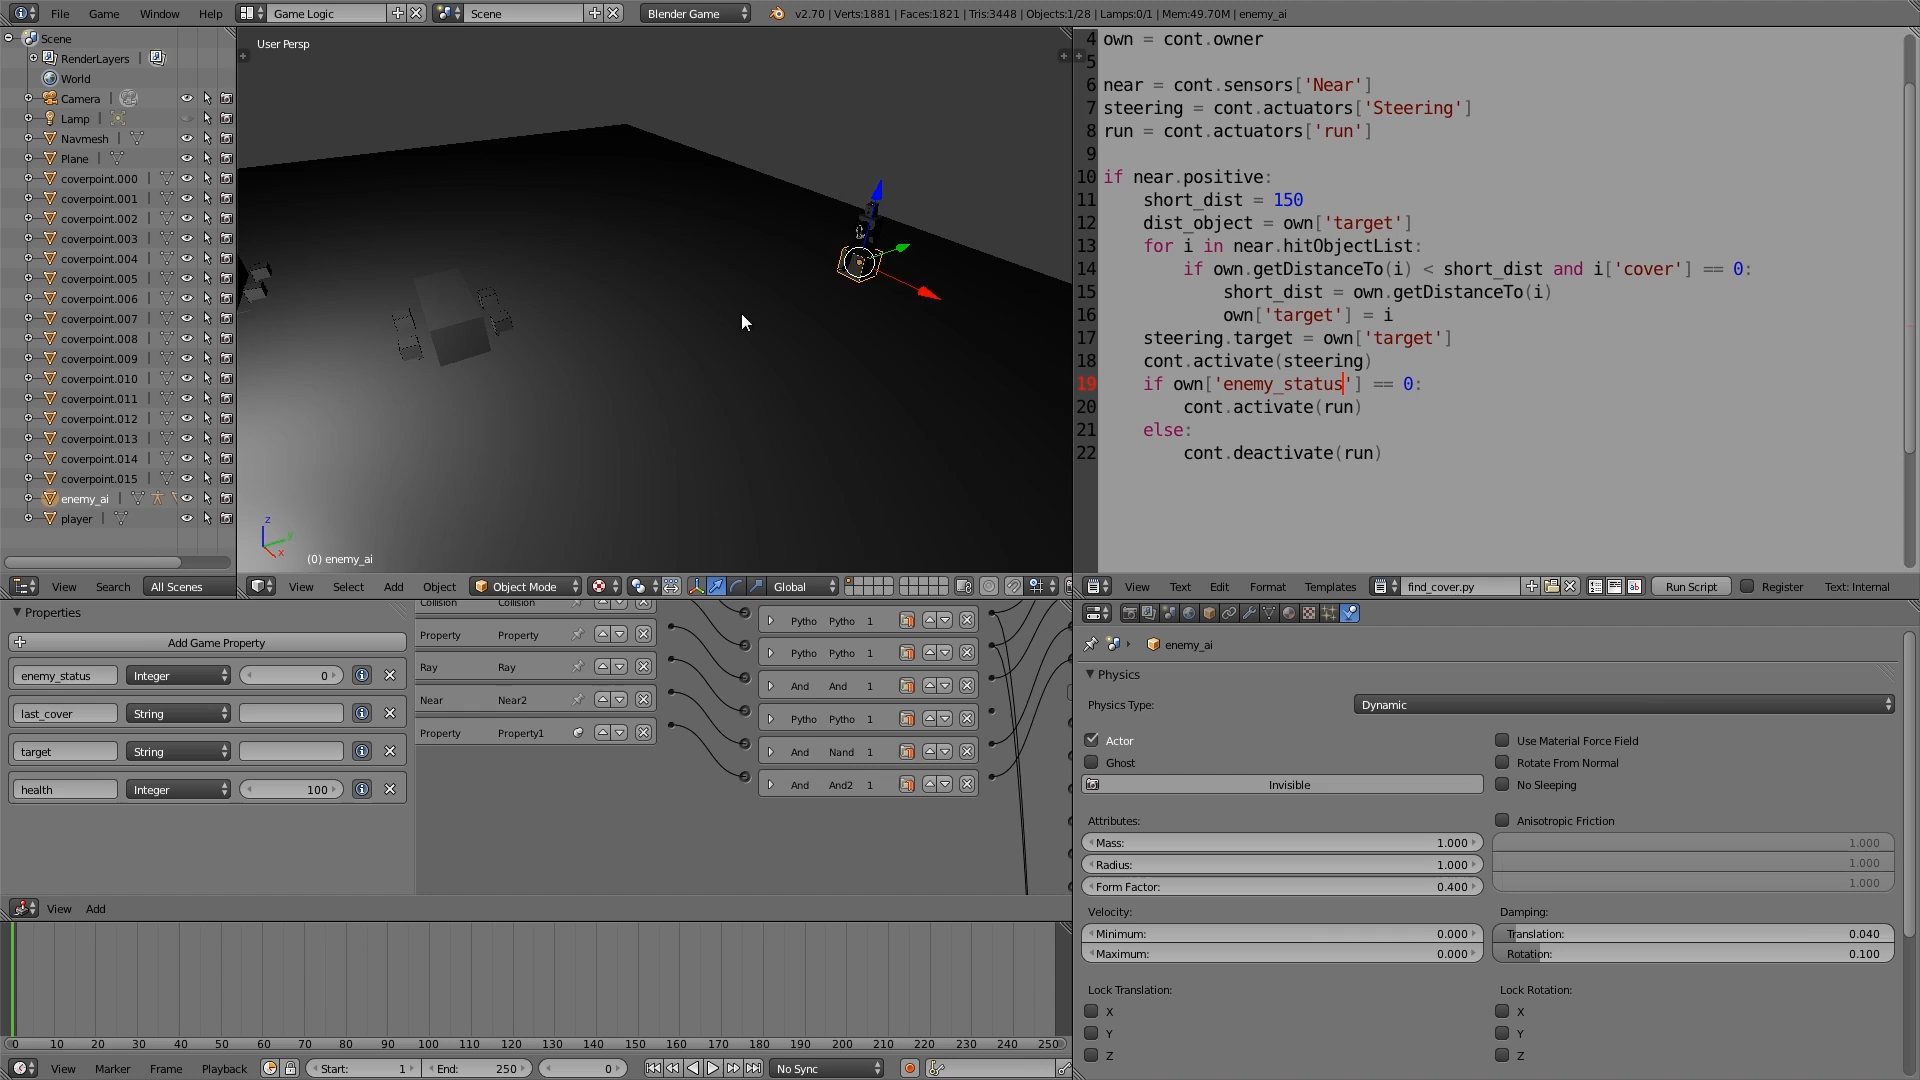 File Game Window Help Game Logic Scene Blender Game v2.70 | Verts:1881 | Faces:1821 | Tris:3448 | Objects:1/28 | Lamps:0/1 | Mem:49.70M | enemy_ai
Scene
RenderLayers |
World
Camera |
Lamp |
Navmesh |
Plane |
coverpoint.000 |
coverpoint.001 |
coverpoint.002 |
coverpoint.003 |
coverpoint.004 |
coverpoint.005 |
coverpoint.006 |
coverpoint.007 |
coverpoint.008 |
coverpoint.009 |
coverpoint.010 |
coverpoint.011 |
coverpoint.012 |
coverpoint.013 |
coverpoint.014 |
coverpoint.015 |
enemy_ai |
player |
View Search All Scenes
User Persp
z
y
x
(0) enemy_ai
View Select Add Object Object Mode Global
4 own = cont.owner
5
6 near = cont.sensors['Near']
7 steering = cont.actuators['Steering']
8 run = cont.actuators['run']
9
10 if near.positive:
11 short_dist = 150
12 dist_object = own['target']
13 for i in near.hitObjectList:
14 if own.getDistanceTo(i) < short_dist and i['cover'] == 0:
15 short_dist = own.getDistanceTo(i)
16 own['target'] = i
17 steering.target = own['target']
18 cont.activate(steering)
19 if own['enemy_status'] == 0:
20 cont.activate(run)
21 else:
22 cont.deactivate(run)
View Text Edit Format Templates find_cover.py Run Script Register Text: Internal
Properties
Add Game Property
enemy_status Integer 0
last_cover String
target String
health Integer 100
Collision Collision
Property Property
Ray Ray
Near Near2
Property Property1
Pytho Pytho 1
Pytho Pytho 1
And And 1
Pytho Pytho 1
And Nand 1
And And2 1
View Add
0 10 20 30 40 50 60 70 80 90 100 110 120 130 140 150 160 170 180 190 200 210 220 230 240 250
View Marker Frame Playback Start: 1 End: 250 0 No Sync
enemy_ai
Physics
Physics Type: Dynamic
Actor
Ghost
Invisible
Use Material Force Field
Rotate From Normal
No Sleeping
Attributes:
Mass: 1.000
Radius: 1.000
Form Factor: 0.400
Anisotropic Friction
1.000
1.000
1.000
Velocity:
Minimum: 0.000
Maximum: 0.000
Damping:
Translation: 0.040
Rotation: 0.100
Lock Translation:
X
Y
Z
Lock Rotation:
X
Y
Z